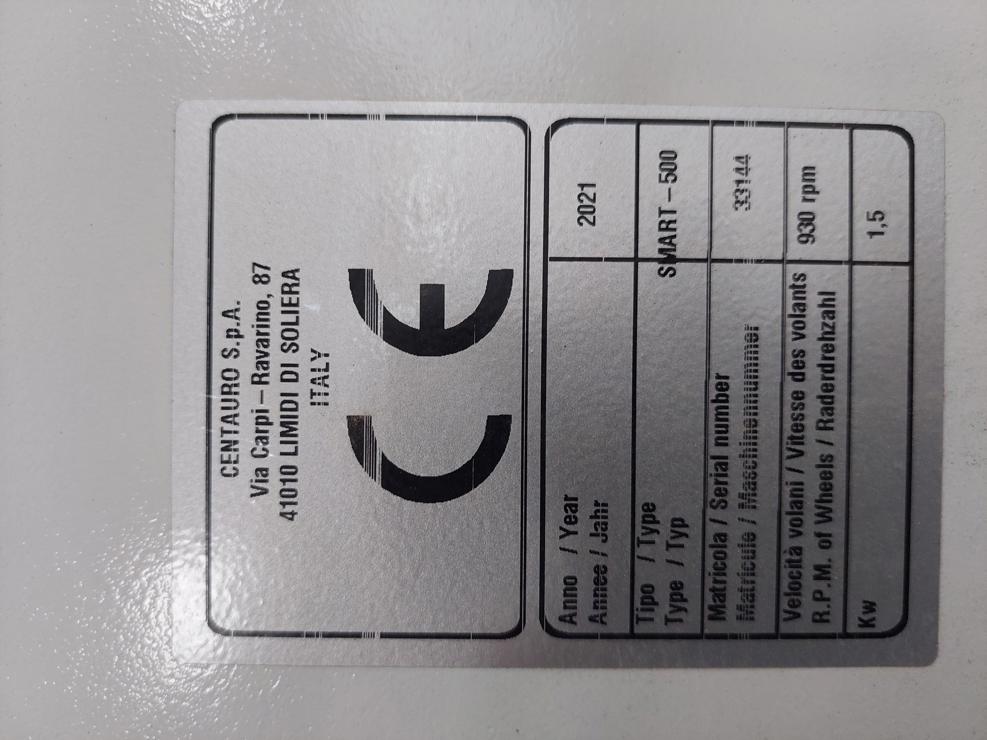 CENTAURO S.p.A.
Via Carpi-Ravarino, 87
41010 LIMIDI DI SOLIERA
ITALY
CE
Anno / Year
Annee / Jahr
2021
Tipo / Type
Type / Typ
SMART-500
Matricola / Serial number
Matricule / Maschinennummer
33144
Velocità volani / Vitesse des volants
R.P.M. of Wheels / Raderdrehzahl
930 rpm
Kw
1,5